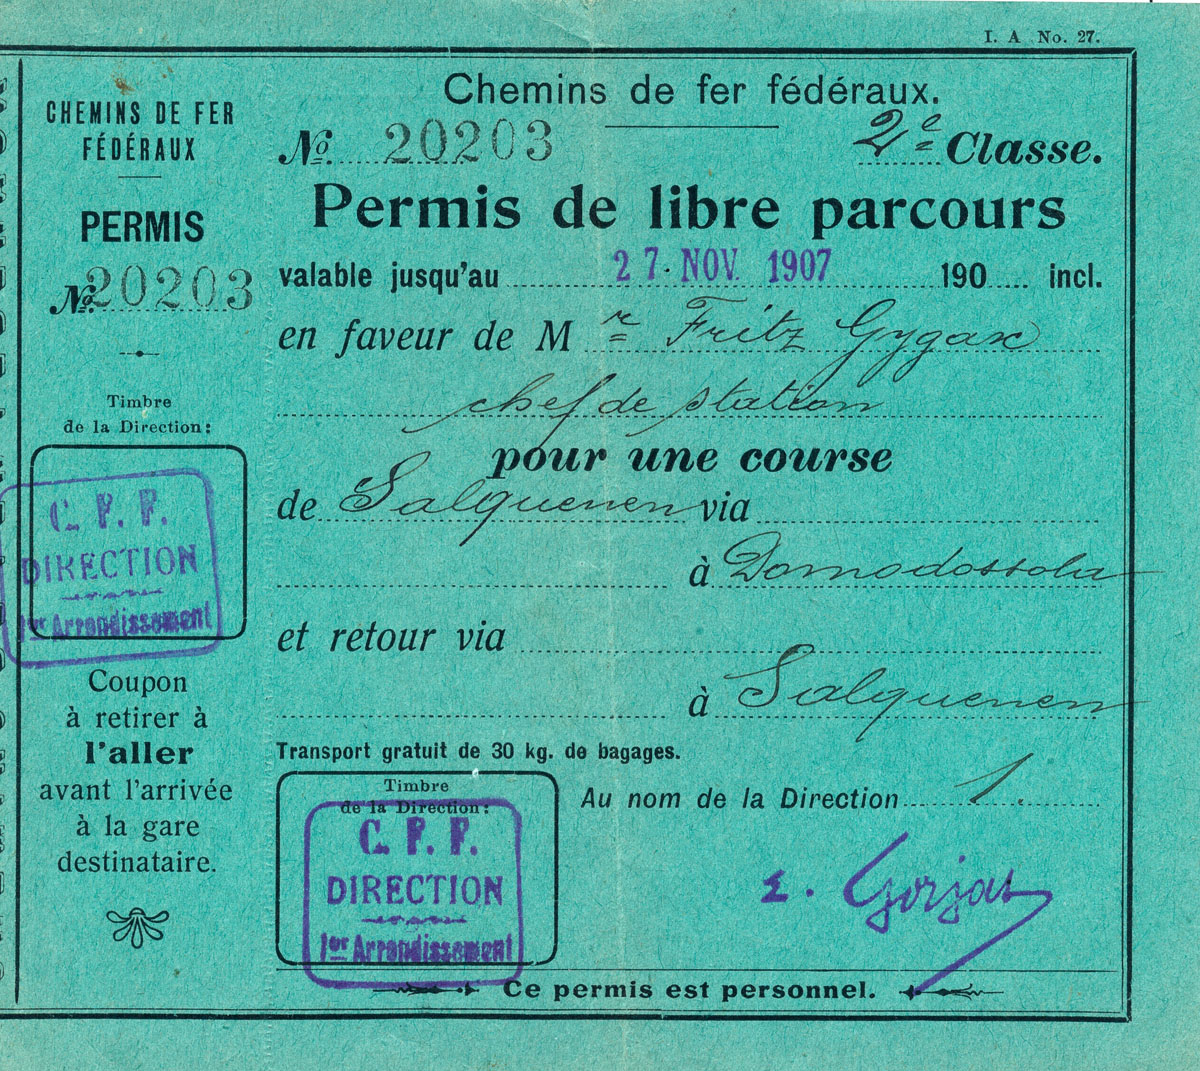 I. A No. 27.
CHEMINS DE FER
FÉDÉRAUX
PERMIS
No. 20203
Timbre
de la Direction:
C. F. F.
DIRECTION
1er Arrondissement
Coupon
à retirer à
l'aller
avant l'arrivée
à la gare
destinataire.
Chemins de fer fédéraux.
No. 20203 2e Classe.
Permis de libre parcours
valable jusqu'au 27. NOV. 1907 190 incl.
en faveur de Mr Fritz Gygax
chef de station
pour une course
de Salquenen via
à Domodossola
et retour via
à Salquenen
Transport gratuit de 30 kg. de bagages.
Timbre
de la Direction:
C. F. F.
DIRECTION
1er Arrondissement
Au nom de la Direction 1.
E. Gorjat
Ce permis est personnel.